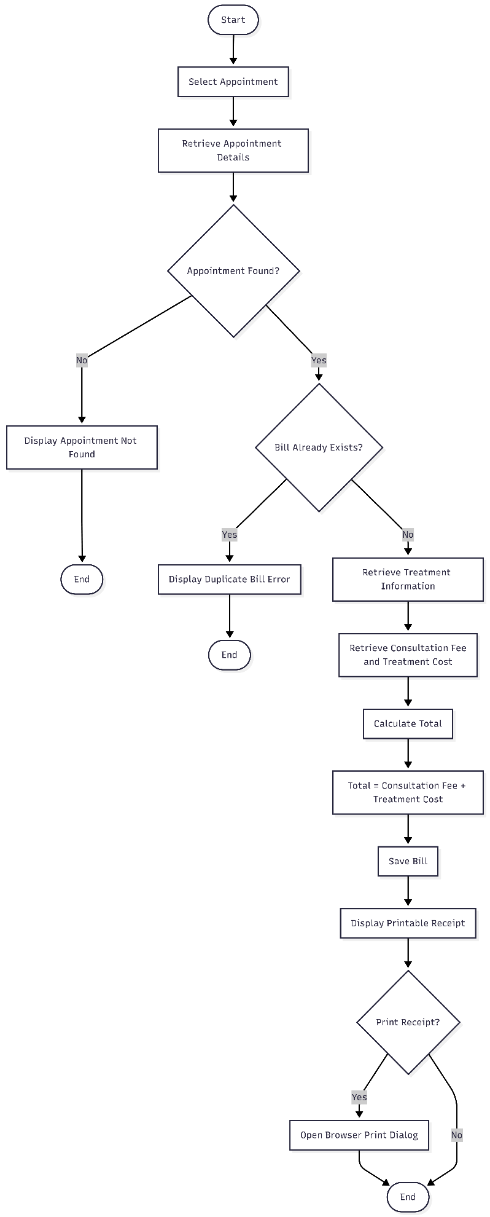 Start
Select Appointment
Retrieve Appointment
Details
Appointment Found?
No
Yes
Display Appointment Not
Found
Bill Already Exists?
Yes
No
End
Display Duplicate Bill Error
Retrieve Treatment
Information
End
Retrieve Consultation Fee
and Treatment Cost
Calculate Total
Total = Consultation Fee +
Treatment Cost
Save Bill
Display Printable Receipt
Print Receipt?
Yes
Open Browser Print Dialog
No
End